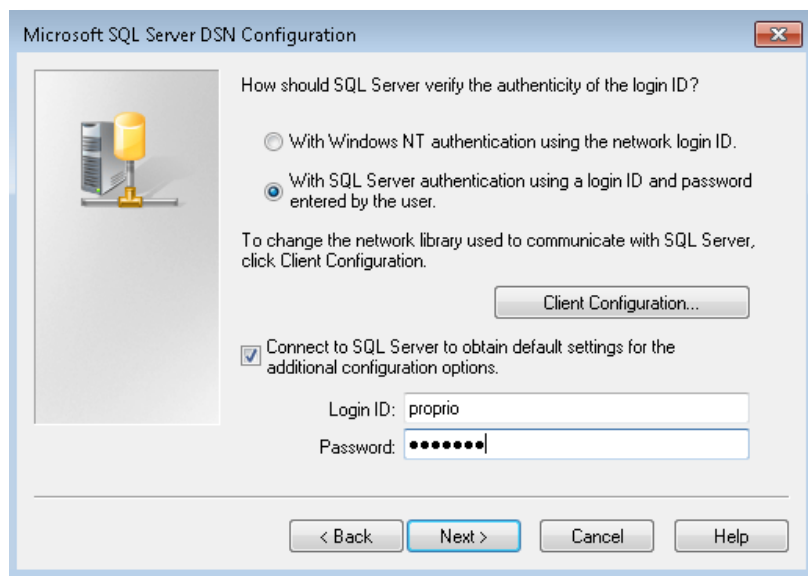 Microsoft SQL Server DSN Configuration
How should SQL Server verify the authenticity of the login ID?
With Windows NT authentication using the network login ID.
With SQL Server authentication using a login ID and password
entered by the user.
To change the network library used to communicate with SQL Server,
click Client Configuration.
Client Configuration...
Connect to SQL Server to obtain default settings for the
additional configuration options.
Login ID: proprio
Password: ●●●●●●●
< Back Next > Cancel Help